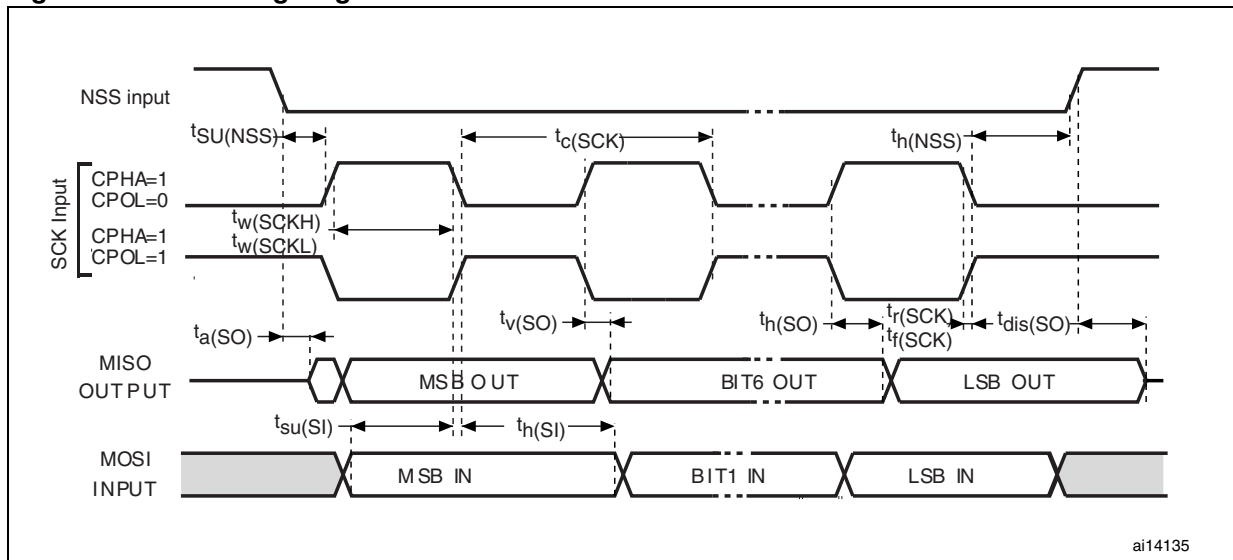 NSS input
tSU(NSS)
tc(SCK)
th(NSS)
SCK Input
CPHA=1
CPOL=0
tw(SCKH)
tw(SCKL)
CPHA=1
CPOL=1
ta(SO)
tv(SO)
th(SO)
tr(SCK)
tf(SCK)
tdis(SO)
MISO
OUTPUT
MSB OUT
BIT6 OUT
LSB OUT
tsu(SI)
th(SI)
MOSI
INPUT
MSB IN
BIT1 IN
LSB IN
ai14135